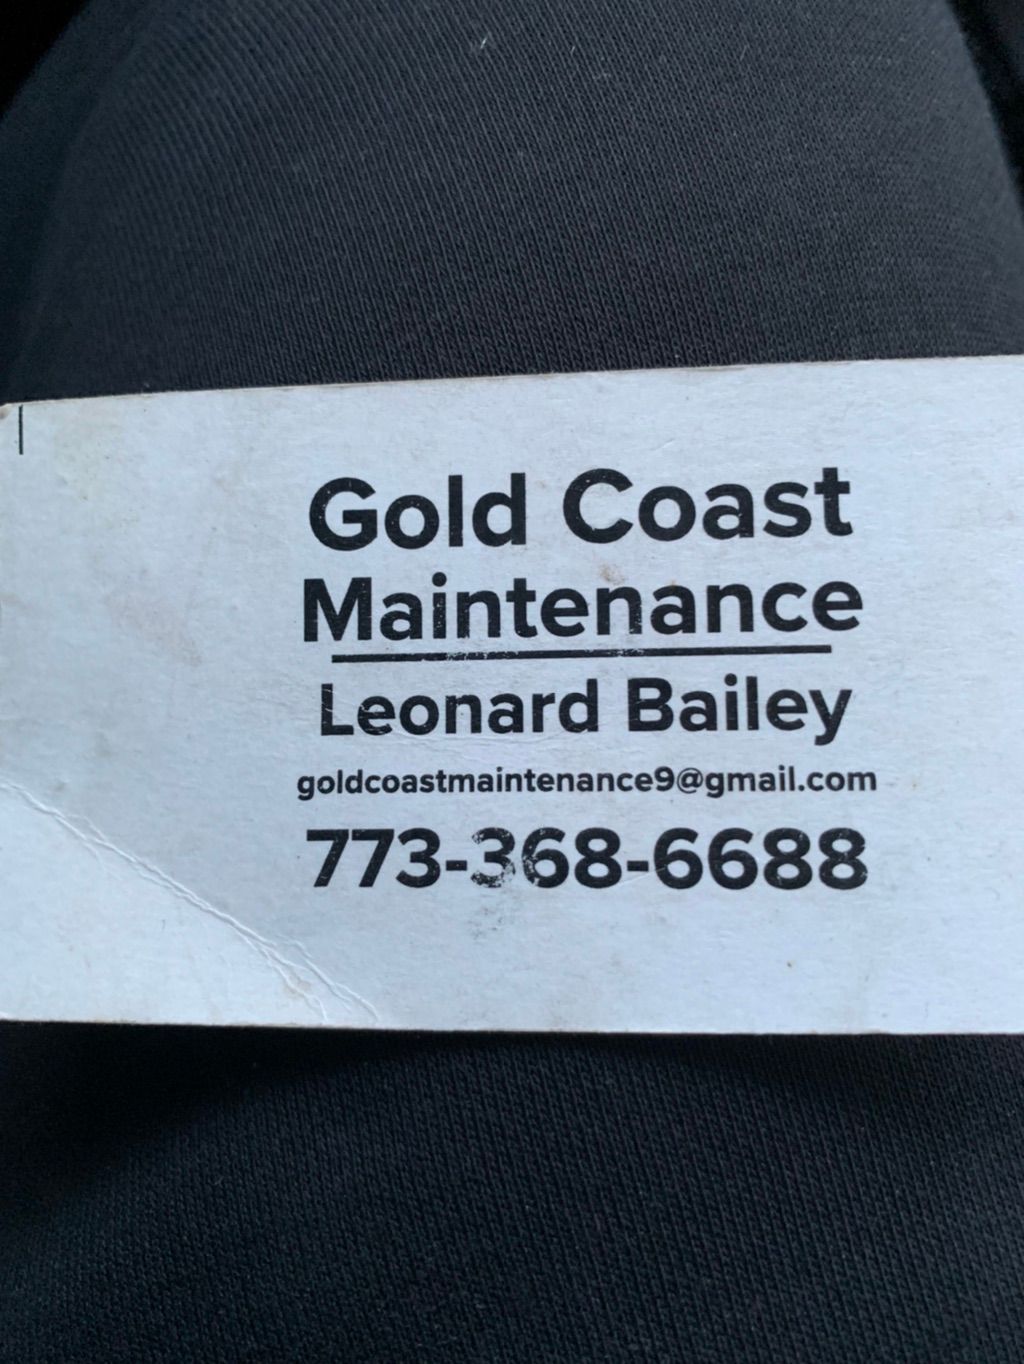 Gold Coast
Maintenance
Leonard Bailey
goldcoastmaintenance9@gmail.com
773-368-6688